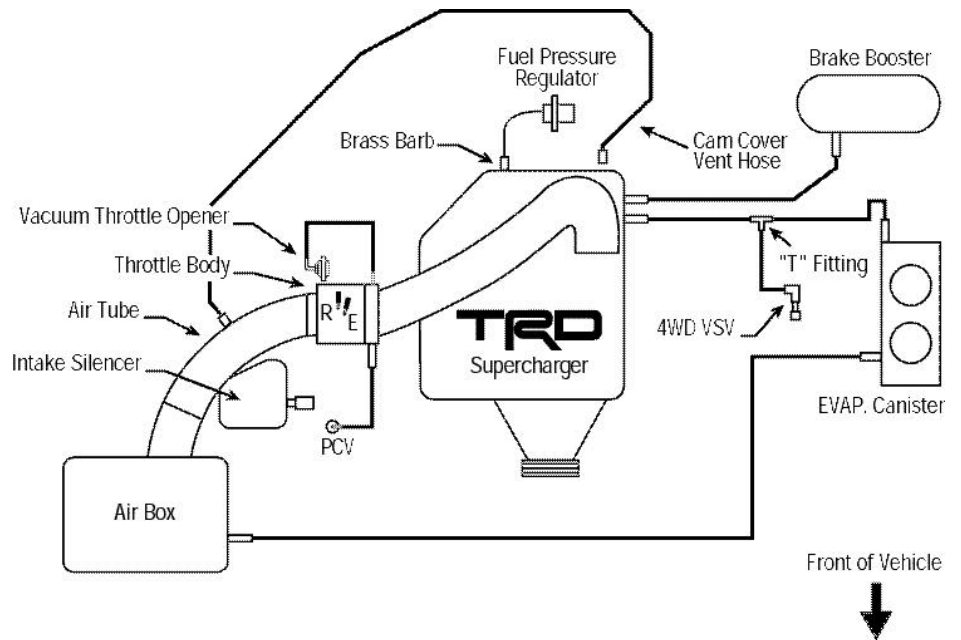 Fuel Pressure
Regulator
Brake Booster
Brass Barb
Cam Cover
Vent Hose
Vacuum Throttle Opener
Throttle Body
"T" Fitting
Air Tube
R E
4WD VSV
TRD
Supercharger
Intake Silencer
EVAP. Canister
PCV
Air Box
Front of Vehicle